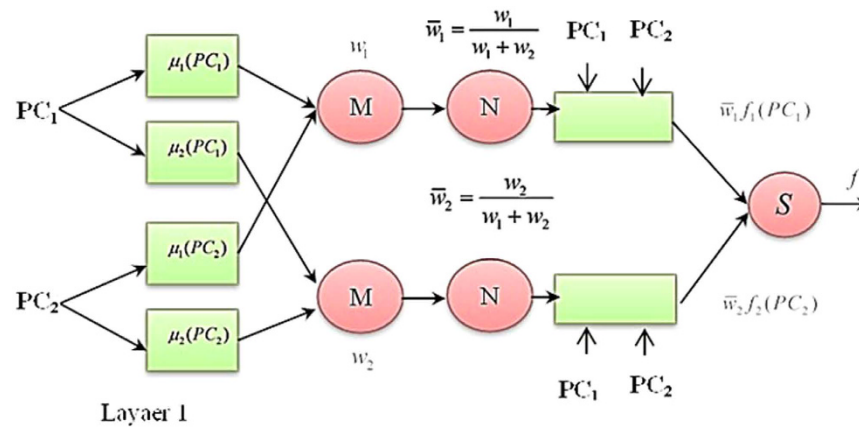 PC₁
μ₁(PC₁)
μ₂(PC₁)
PC₂
μ₁(PC₂)
μ₂(PC₂)
Layaer 1
w₁
M
M
w₂
w̅₁ = w₁ / (w₁ + w₂)
N
w̅₂ = w₂ / (w₁ + w₂)
N
PC₁ PC₂
PC₁ PC₂
w̅₁f₁(PC₁)
w̅₂f₂(PC₂)
S
f